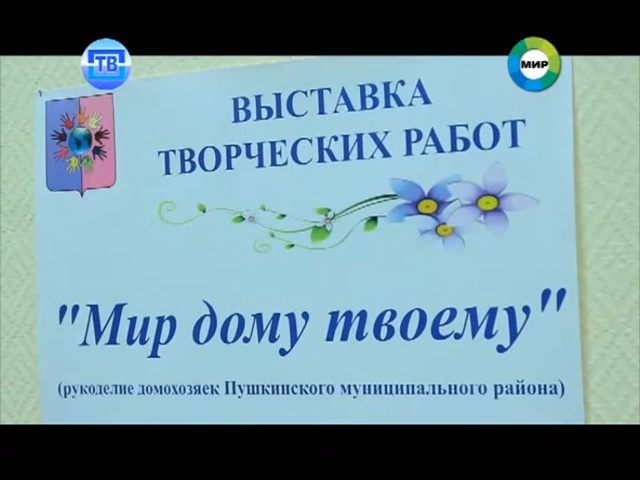 ТВ
МИР
ВЫСТАВКА
ТВОРЧЕСКИХ РАБОТ
"Мир дому твоему"
(рукоделие домохозяек Пушкинского муниципального района)